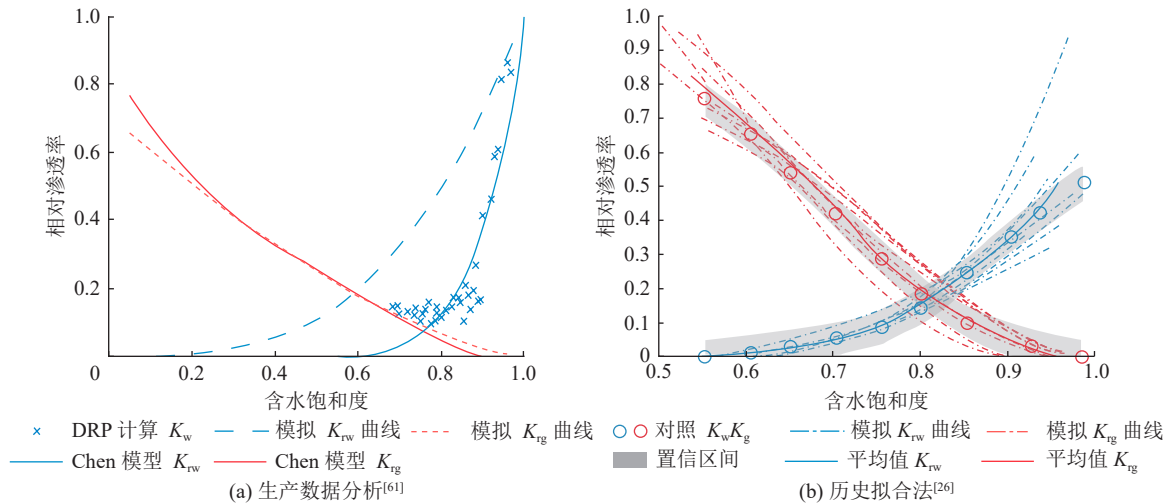 1.0
0.8
0.6
0.4
0.2
0
0.2
0.4
0.6
0.8
1.0
相对渗透率
含水饱和度
DRP 计算 Kw
模拟 Krw 曲线
模拟 Krg 曲线
Chen 模型 Krw
Chen 模型 Krg
(a) 生产数据分析[61]
1.0
0.9
0.8
0.7
0.6
0.5
0.4
0.3
0.2
0.1
0
0.5
0.6
0.7
0.8
0.9
1.0
相对渗透率
含水饱和度
对照 KwKg
模拟 Krw 曲线
模拟 Krg 曲线
置信区间
平均值 Krw
平均值 Krg
(b) 历史拟合法[26]